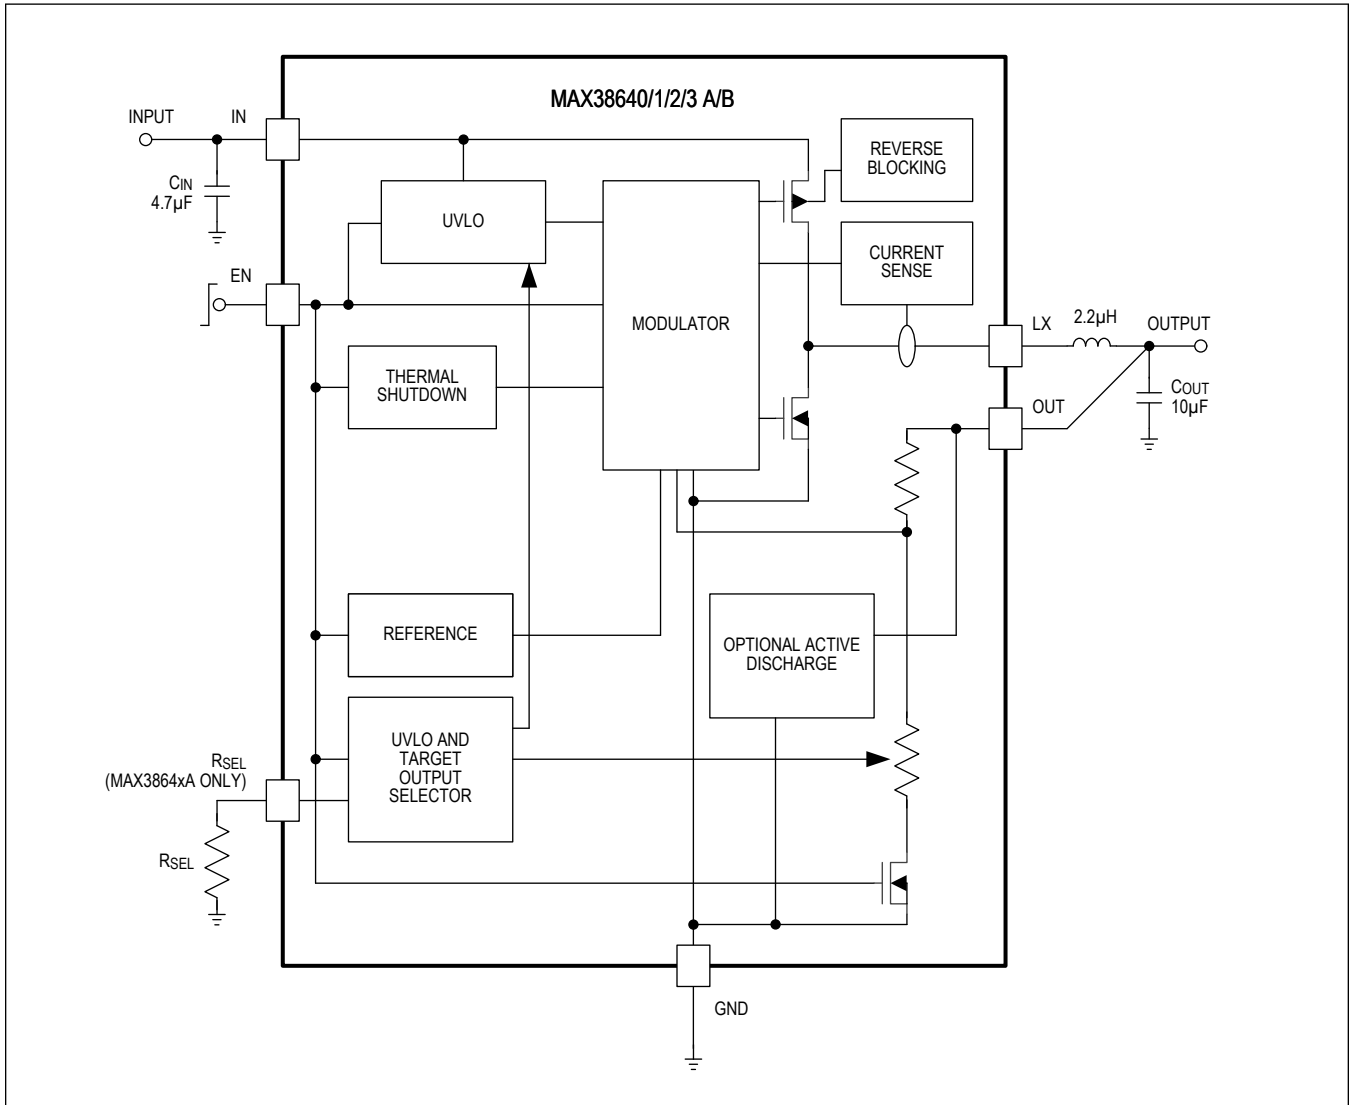 MAX38640/1/2/3 A/B
INPUT
IN
REVERSE
BLOCKING
CIN
4.7µF
UVLO
CURRENT
SENSE
EN
MODULATOR
LX
2.2µH
OUTPUT
THERMAL
SHUTDOWN
COUT
10µF
OUT
REFERENCE
OPTIONAL ACTIVE
DISCHARGE
UVLO AND
TARGET
OUTPUT
SELECTOR
RSEL
(MAX3864xA ONLY)
RSEL
GND